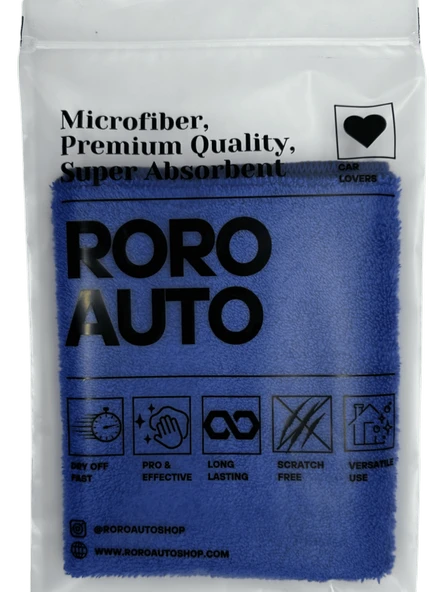 Microfiber,
Premium Quality,
Super Absorbent
CAR
LOVERS
RORO
AUTO
DRY OFF
FAST
PRO &
EFFECTIVE
LONG
LASTING
SCRATCH
FREE
VERSATILE
USE
@ROROAUTOSHOP
WWW.ROROAUTOSHOP.COM